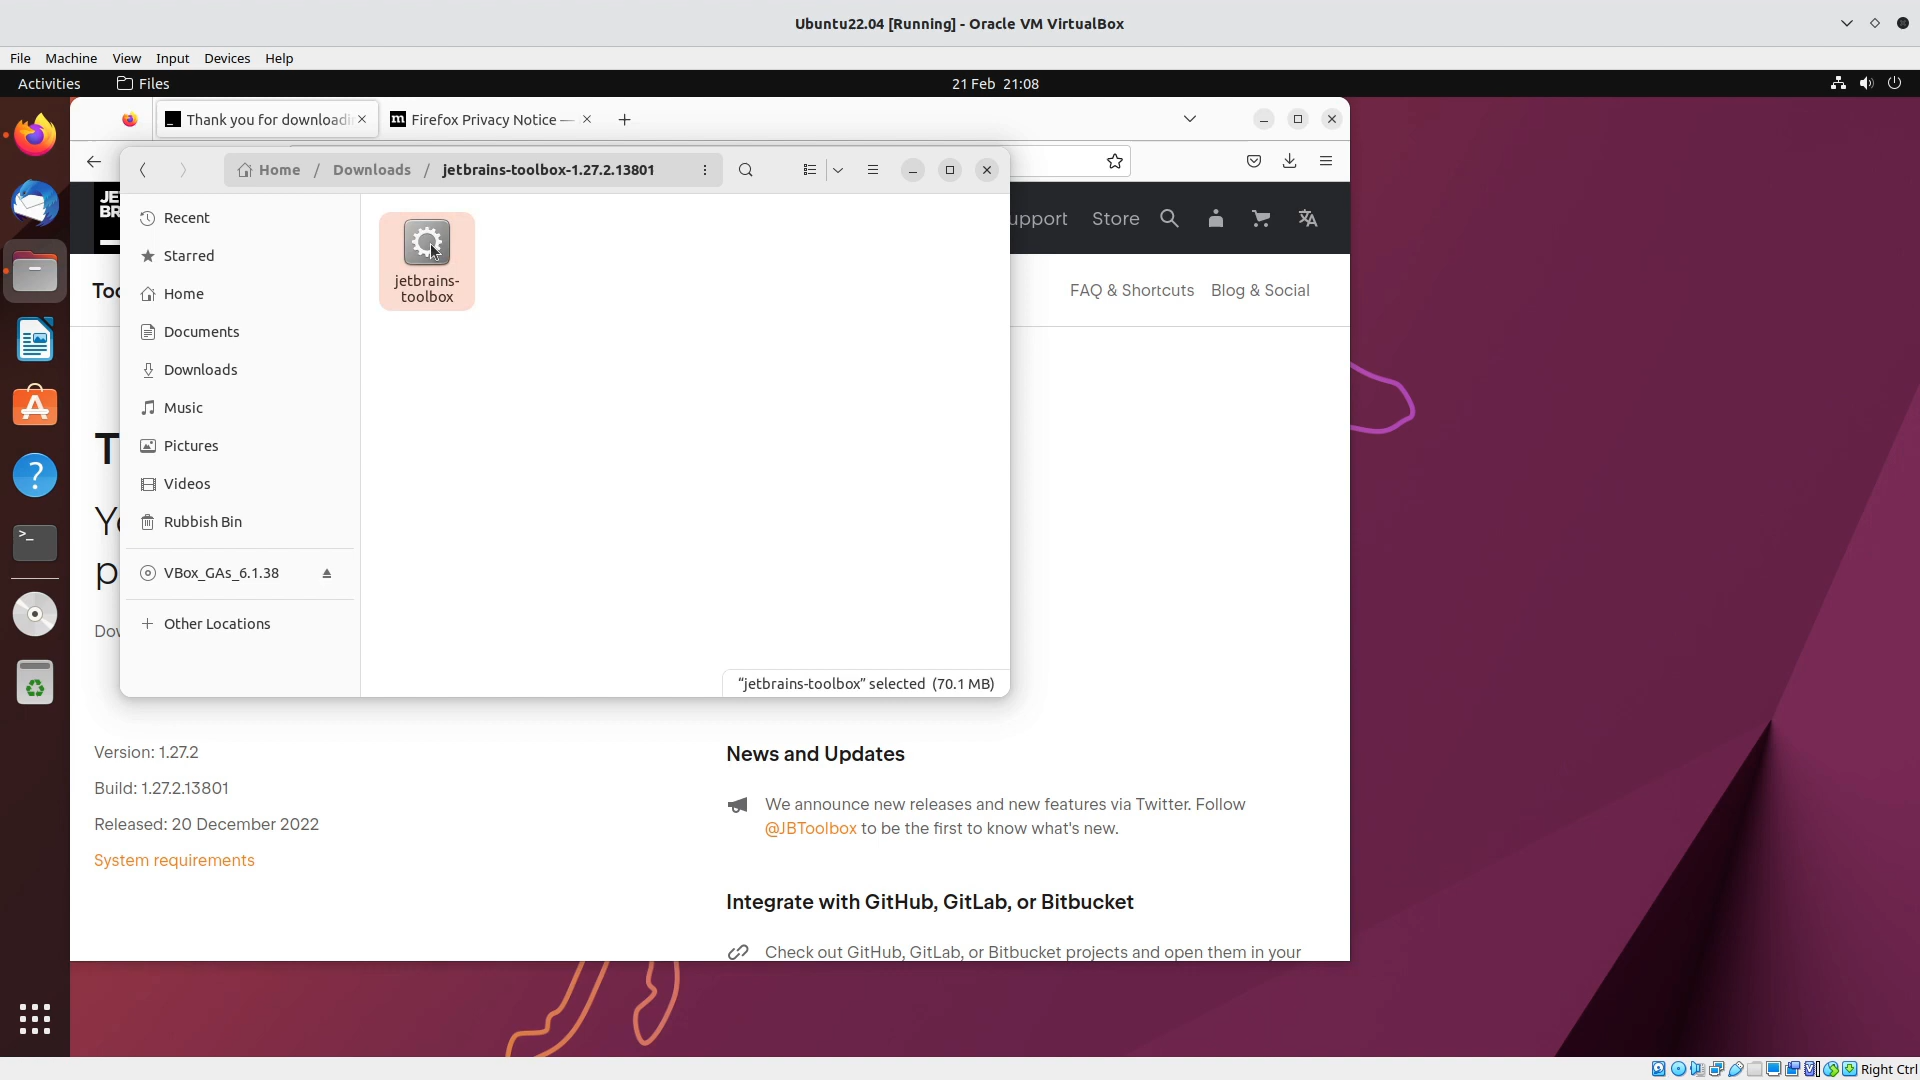 Ubuntu22.04 [Running] - Oracle VM VirtualBox
File Machine View Input Devices Help
Activities Files 21 Feb 21:08
Thank you for downloadi
Firefox Privacy Notice —
Home / Downloads / jetbrains-toolbox-1.27.2.13801
JE
BR
upport Store
Recent
Starred
Home
Documents
Downloads
Music
Pictures
Videos
Rubbish Bin
VBox_GAs_6.1.38
Other Locations
jetbrains-
toolbox
Too
FAQ & Shortcuts Blog & Social
T
Yo
p
Dow
"jetbrains-toolbox" selected (70.1 MB)
Version: 1.27.2
Build: 1.27.2.13801
Released: 20 December 2022
System requirements
News and Updates
We announce new releases and new features via Twitter. Follow
@JBToolbox to be the first to know what's new.
Integrate with GitHub, GitLab, or Bitbucket
Check out GitHub, GitLab, or Bitbucket projects and open them in your
Right Ctrl